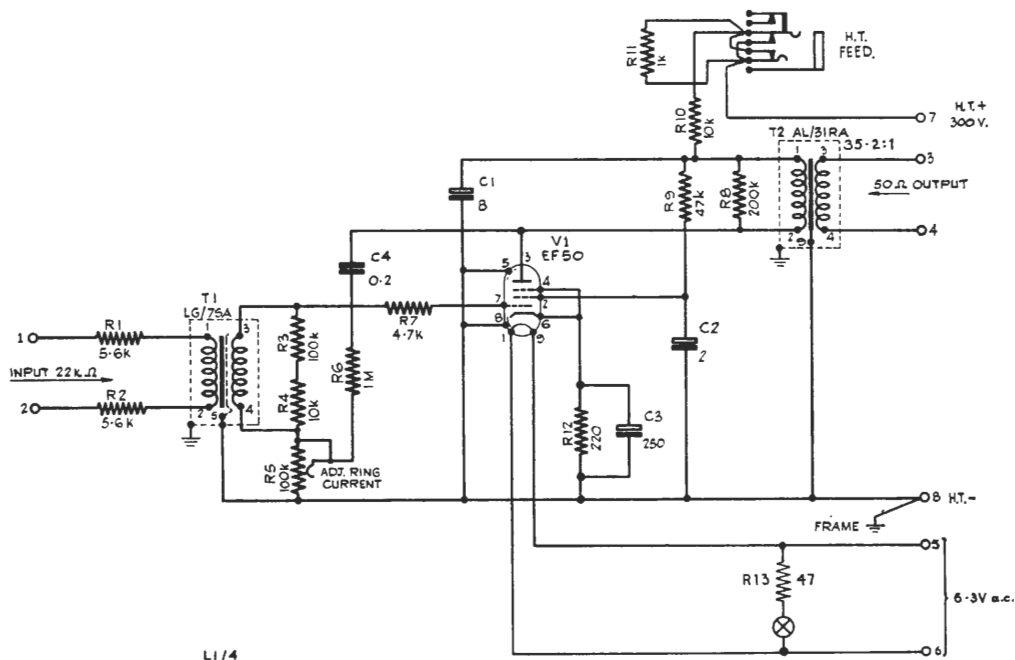 R11
1k
H.T.
FEED.
R10
10k
7
H.T.+
300V.
T2 AL/31RA
35-2:1
1
3
3
50Ω OUTPUT
2
5
4
4
C1
8
R9
47k
R8
200k
V1
EF50
C4
0.2
5
3
4
2
7
8
6
1
9
T1
LG/75A
1
3
R7
4.7K
R1
5.6K
1
INPUT 22kΩ
2
R2
5.6K
2
5
4
R3
100k
R4
10k
R6
1M
R5
100k
ADJ. RING
CURRENT
C2
2
R12
220
C3
250
8 H.T.-
FRAME
5
R13
47
6.3V a.c.
6
L1/4